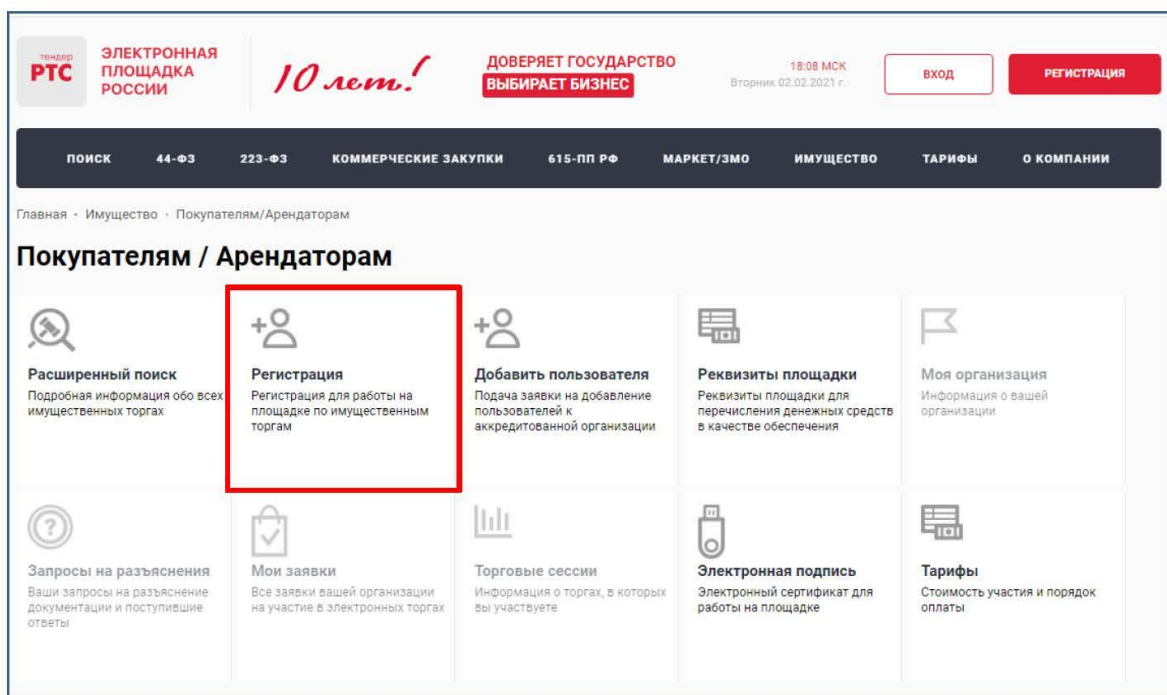 тендер
РТС
ЭЛЕКТРОННАЯ
ПЛОЩАДКА
РОССИИ
10 лет!
ДОВЕРЯЕТ ГОСУДАРСТВО
ВЫБИРАЕТ БИЗНЕС
18:08 МСК
Вторник 02.02.2021 г.
ВХОД
РЕГИСТРАЦИЯ
ПОИСК 44-ФЗ 223-ФЗ КОММЕРЧЕСКИЕ ЗАКУПКИ 615-ПП РФ МАРКЕТ/ЗМО ИМУЩЕСТВО ТАРИФЫ О КОМПАНИИ
Главная · Имущество · Покупателям/Арендаторам
Покупателям / Арендаторам
Расширенный поиск
Подробная информация обо всех
имущественных торгах
Регистрация
Регистрация для работы на
площадке по имущественным
торгам
Добавить пользователя
Подача заявки на добавление
пользователей к
аккредитованной организации
Реквизиты площадки
Реквизиты площадки для
перечисления денежных средств
в качестве обеспечения
Моя организация
Информация о вашей
организации
Запросы на разъяснения
Ваши запросы на разъяснение
документации и поступившие
ответы
Мои заявки
Все заявки вашей организации
на участие в электронных торгах
Торговые сессии
Информация о торгах, в которых
вы участвуете
Электронная подпись
Электронный сертификат для
работы на площадке
Тарифы
Стоимость участия и порядок
оплаты